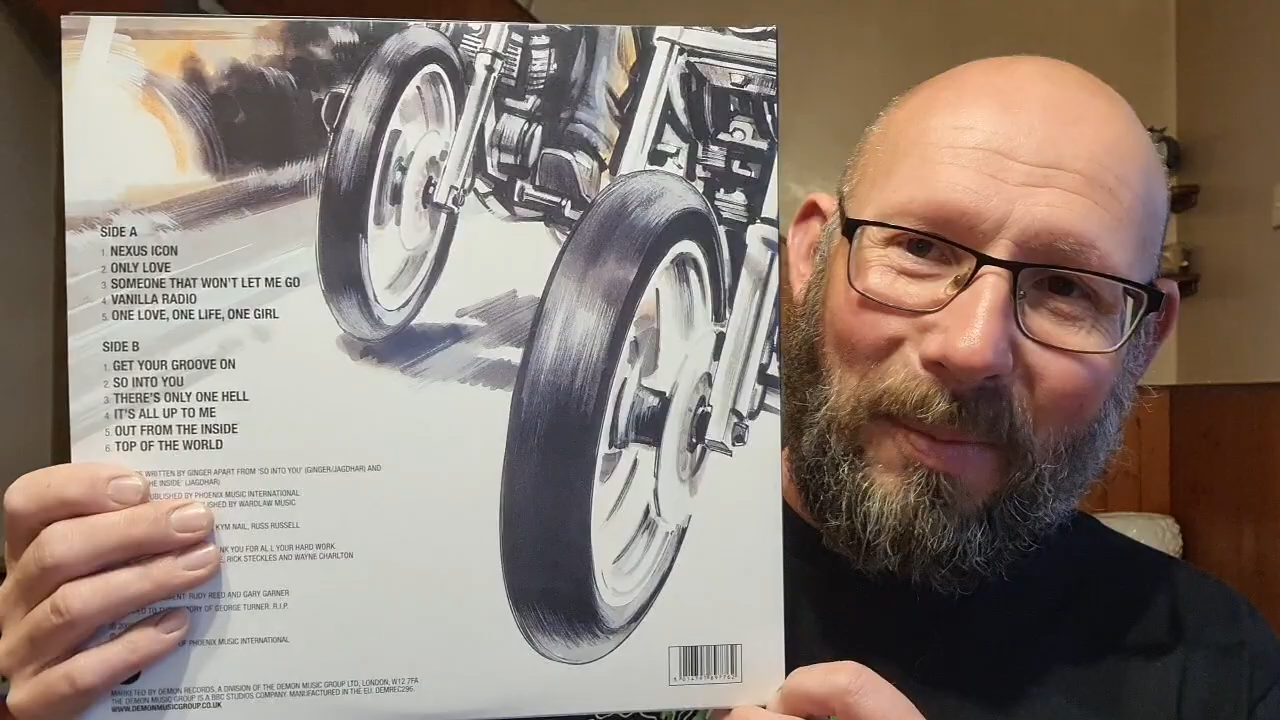 SIDE A
1. NEXUS ICON
2. ONLY LOVE
3. SOMEONE THAT WON'T LET ME GO
4. VANILLA RADIO
5. ONE LOVE, ONE LIFE, ONE GIRL
SIDE B
1. GET YOUR GROOVE ON
2. SO INTO YOU
3. THERE'S ONLY ONE HELL
4. IT'S ALL UP TO ME
5. OUT FROM THE INSIDE
6. TOP OF THE WORLD
WRITTEN BY GINGER APART FROM 'SO INTO YOU' (GINGER/JAGDHAR) AND
HE INSIDE' (JAGDHAR)
PUBLISHED BY PHOENIX MUSIC INTERNATIONAL
LISHED BY WARDLAW MUSIC
KYM NAIL, RUSS RUSSELL
NK YOU FOR ALL YOUR HARD WORK
RICK STECKLES AND WAYNE CHARLTON
RUDY REED AND GARY GARNER
ORY OF GEORGE TURNER. R.I.P.
OF PHOENIX MUSIC INTERNATIONAL
MARKETED BY DEMON RECORDS, A DIVISION OF THE DEMON MUSIC GROUP LTD, LONDON, W12 7FA
THE DEMON MUSIC GROUP IS A BBC STUDIOS COMPANY. MANUFACTURED IN THE EU. DEMREC296.
WWW.DEMONMUSICGROUP.CO.UK